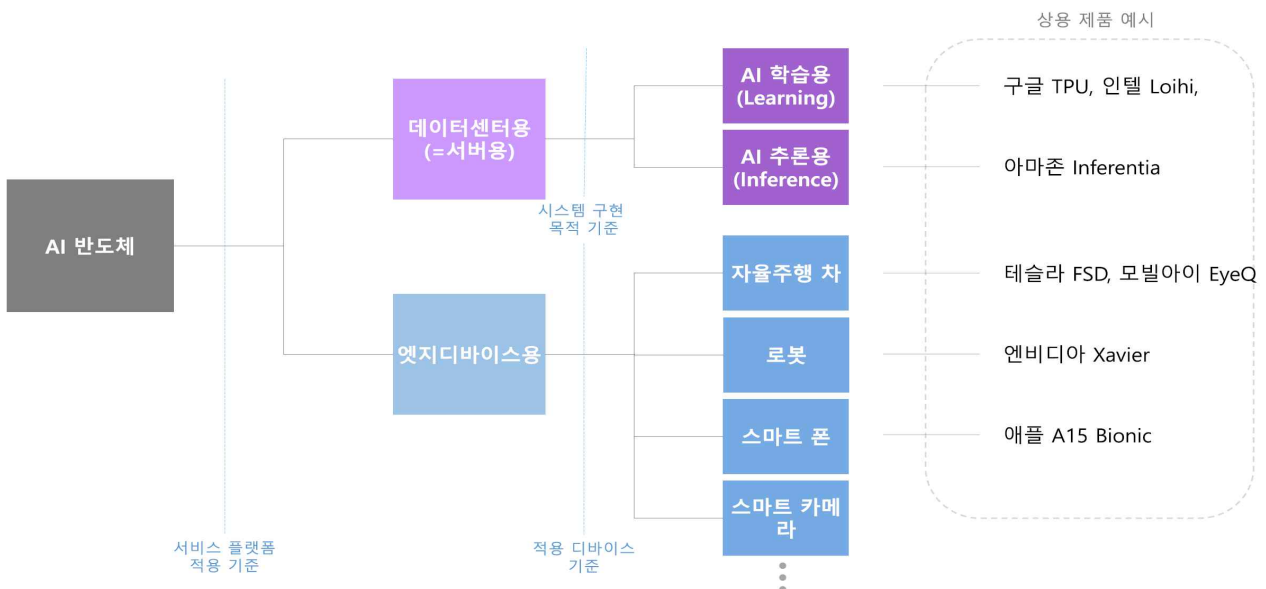 상용 제품 예시
AI 학습용
(Learning)
구글 TPU, 인텔 Loihi,
데이터센터용
(=서버용)
AI 추론용
(Inference)
아마존 Inferentia
시스템 구현
목적 기준
AI 반도체
자율주행 차
테슬라 FSD, 모빌아이 EyeQ
엣지디바이스용
로봇
엔비디아 Xavier
스마트 폰
애플 A15 Bionic
스마트 카메
라
서비스 플랫폼
적용 기준
적용 디바이스
기준